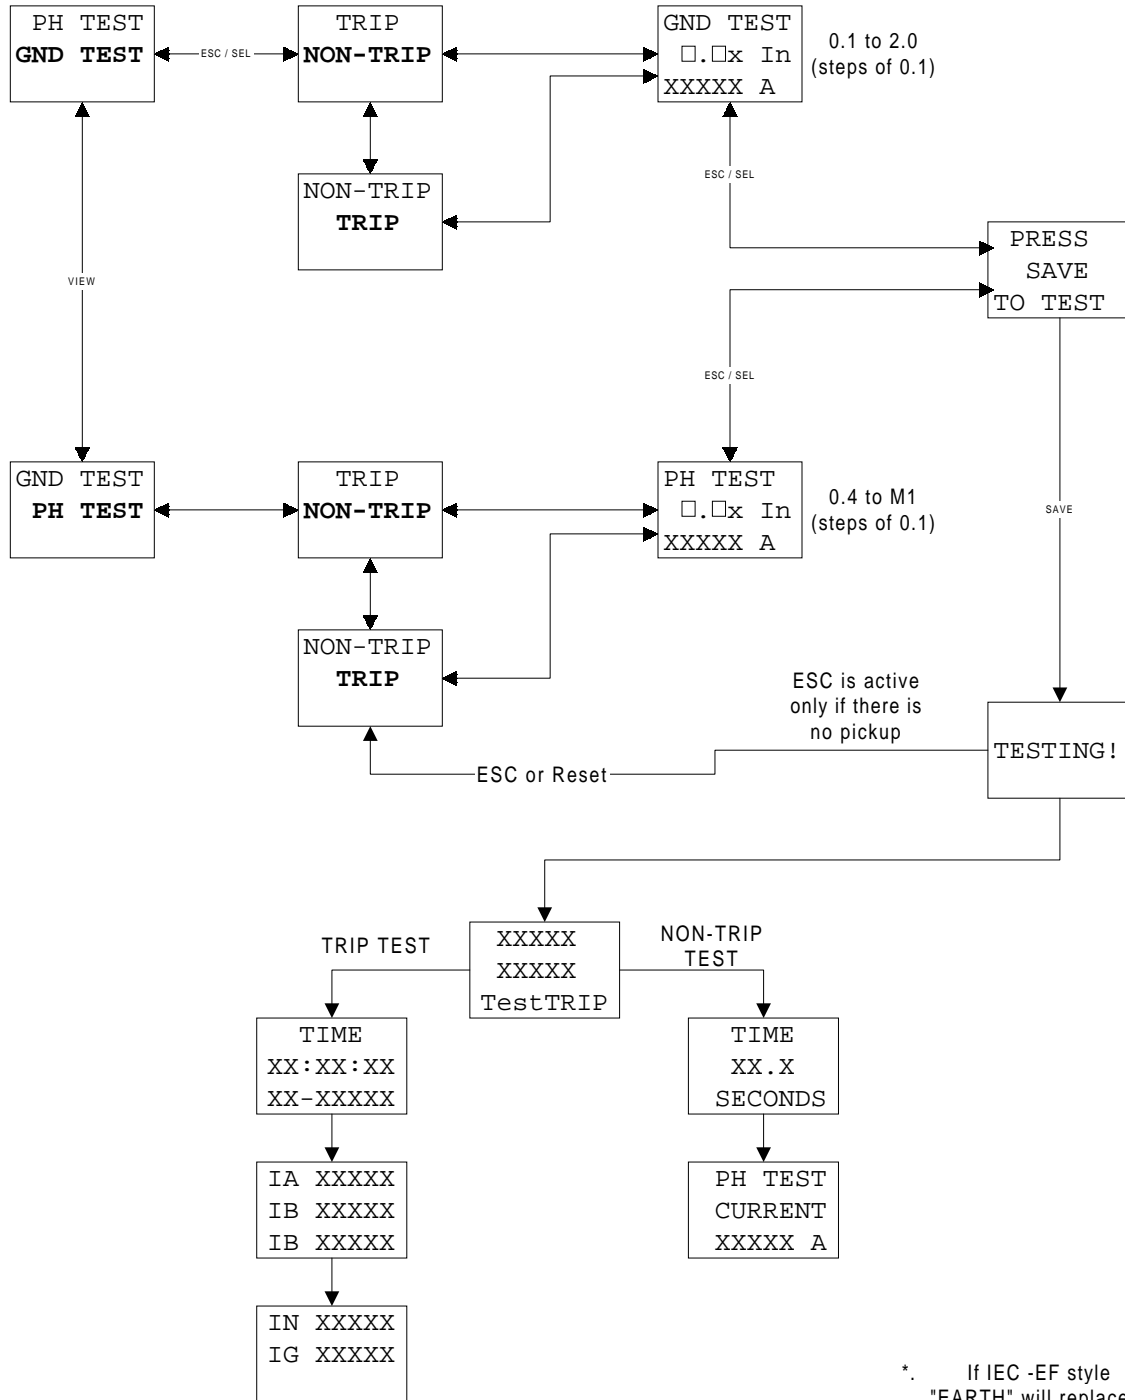 PH TEST
GND TEST
ESC / SEL
TRIP
NON-TRIP
GND TEST
□.□x In
XXXXX A
0.1 to 2.0
(steps of 0.1)
NON-TRIP
TRIP
ESC / SEL
PRESS
SAVE
TO TEST
VIEW
ESC / SEL
GND TEST
PH TEST
TRIP
NON-TRIP
PH TEST
□.□x In
XXXXX A
0.4 to M1
(steps of 0.1)
SAVE
NON-TRIP
TRIP
ESC is active
only if there is
no pickup
TESTING!
ESC or Reset
TRIP TEST
XXXXX
XXXXX
TestTRIP
NON-TRIP
TEST
TIME
XX:XX:XX
XX-XXXXX
TIME
XX.X
SECONDS
IA XXXXX
IB XXXXX
IB XXXXX
PH TEST
CURRENT
XXXXX A
IN XXXXX
IG XXXXX
*. If IEC -EF style
"EARTH" will replace